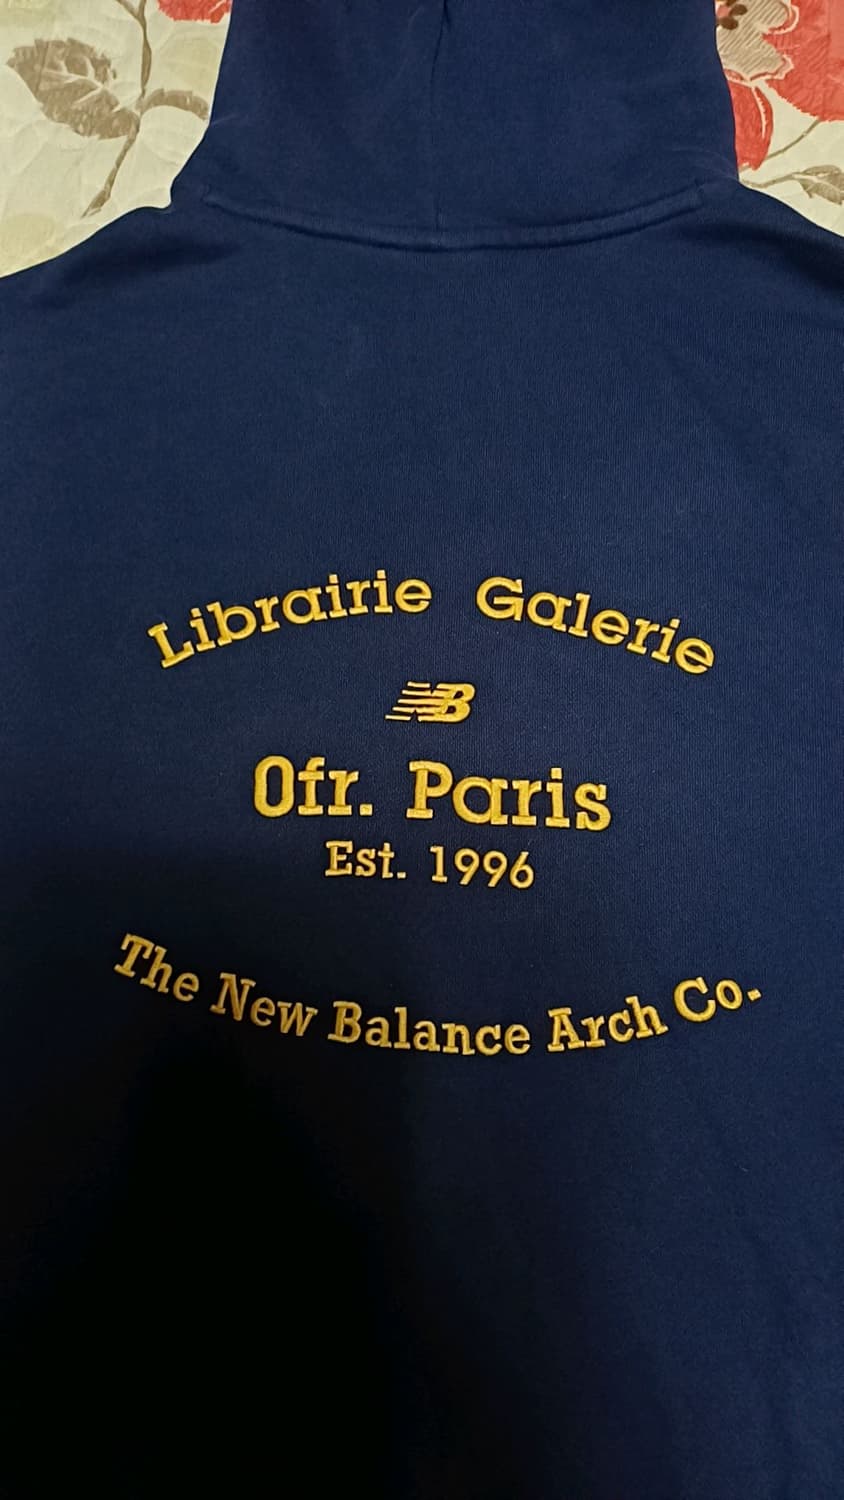 Librairie Galerie
NB
Ofr. Paris
Est. 1996
The New Balance Arch Co.